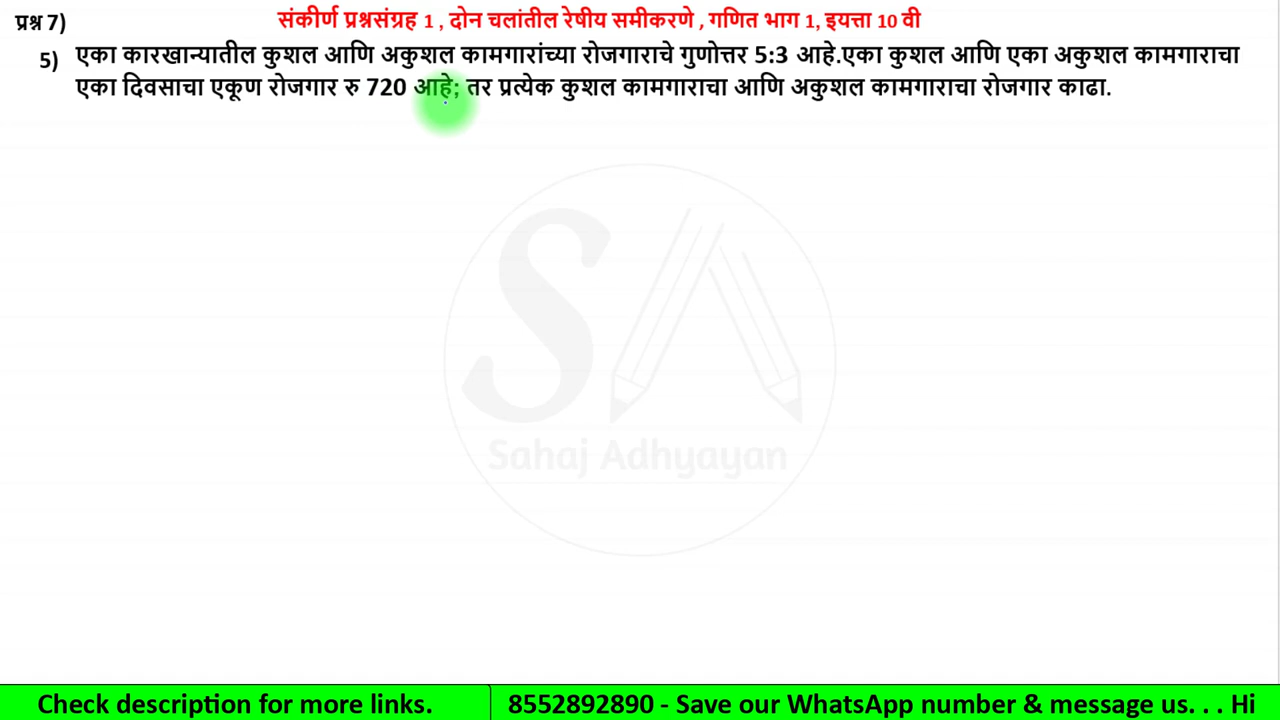 प्रश्न 7)
संकीर्ण प्रश्नसंग्रह 1 , दोन चलांतील रेषीय समीकरणे , गणित भाग 1, इयत्ता 10 वी
5) एका कारखान्यातील कुशल आणि अकुशल कामगारांच्या रोजगाराचे गुणोत्तर 5:3 आहे.एका कुशल आणि एका अकुशल कामगाराचा
एका दिवसाचा एकूण रोजगार रु 720 आहे; तर प्रत्येक कुशल कामगाराचा आणि अकुशल कामगाराचा रोजगार काढा.
Sahaj Adhyayan
Check description for more links.
8552892890 - Save our WhatsApp number & message us. . . Hi